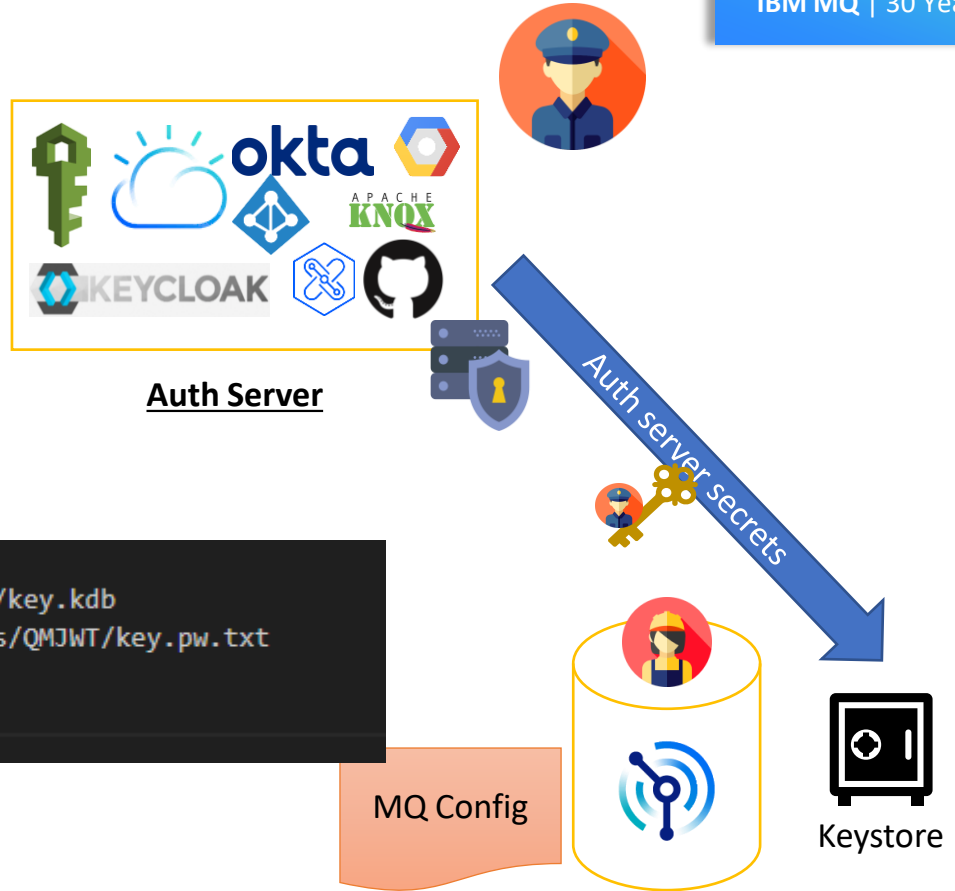 IBM MQ | 30 Yea
okta
APACHE
KNOX
KEYCLOAK
Auth Server
Auth server secrets
/key.kdb
s/QMJWT/key.pw.txt
MQ Config
Keystore